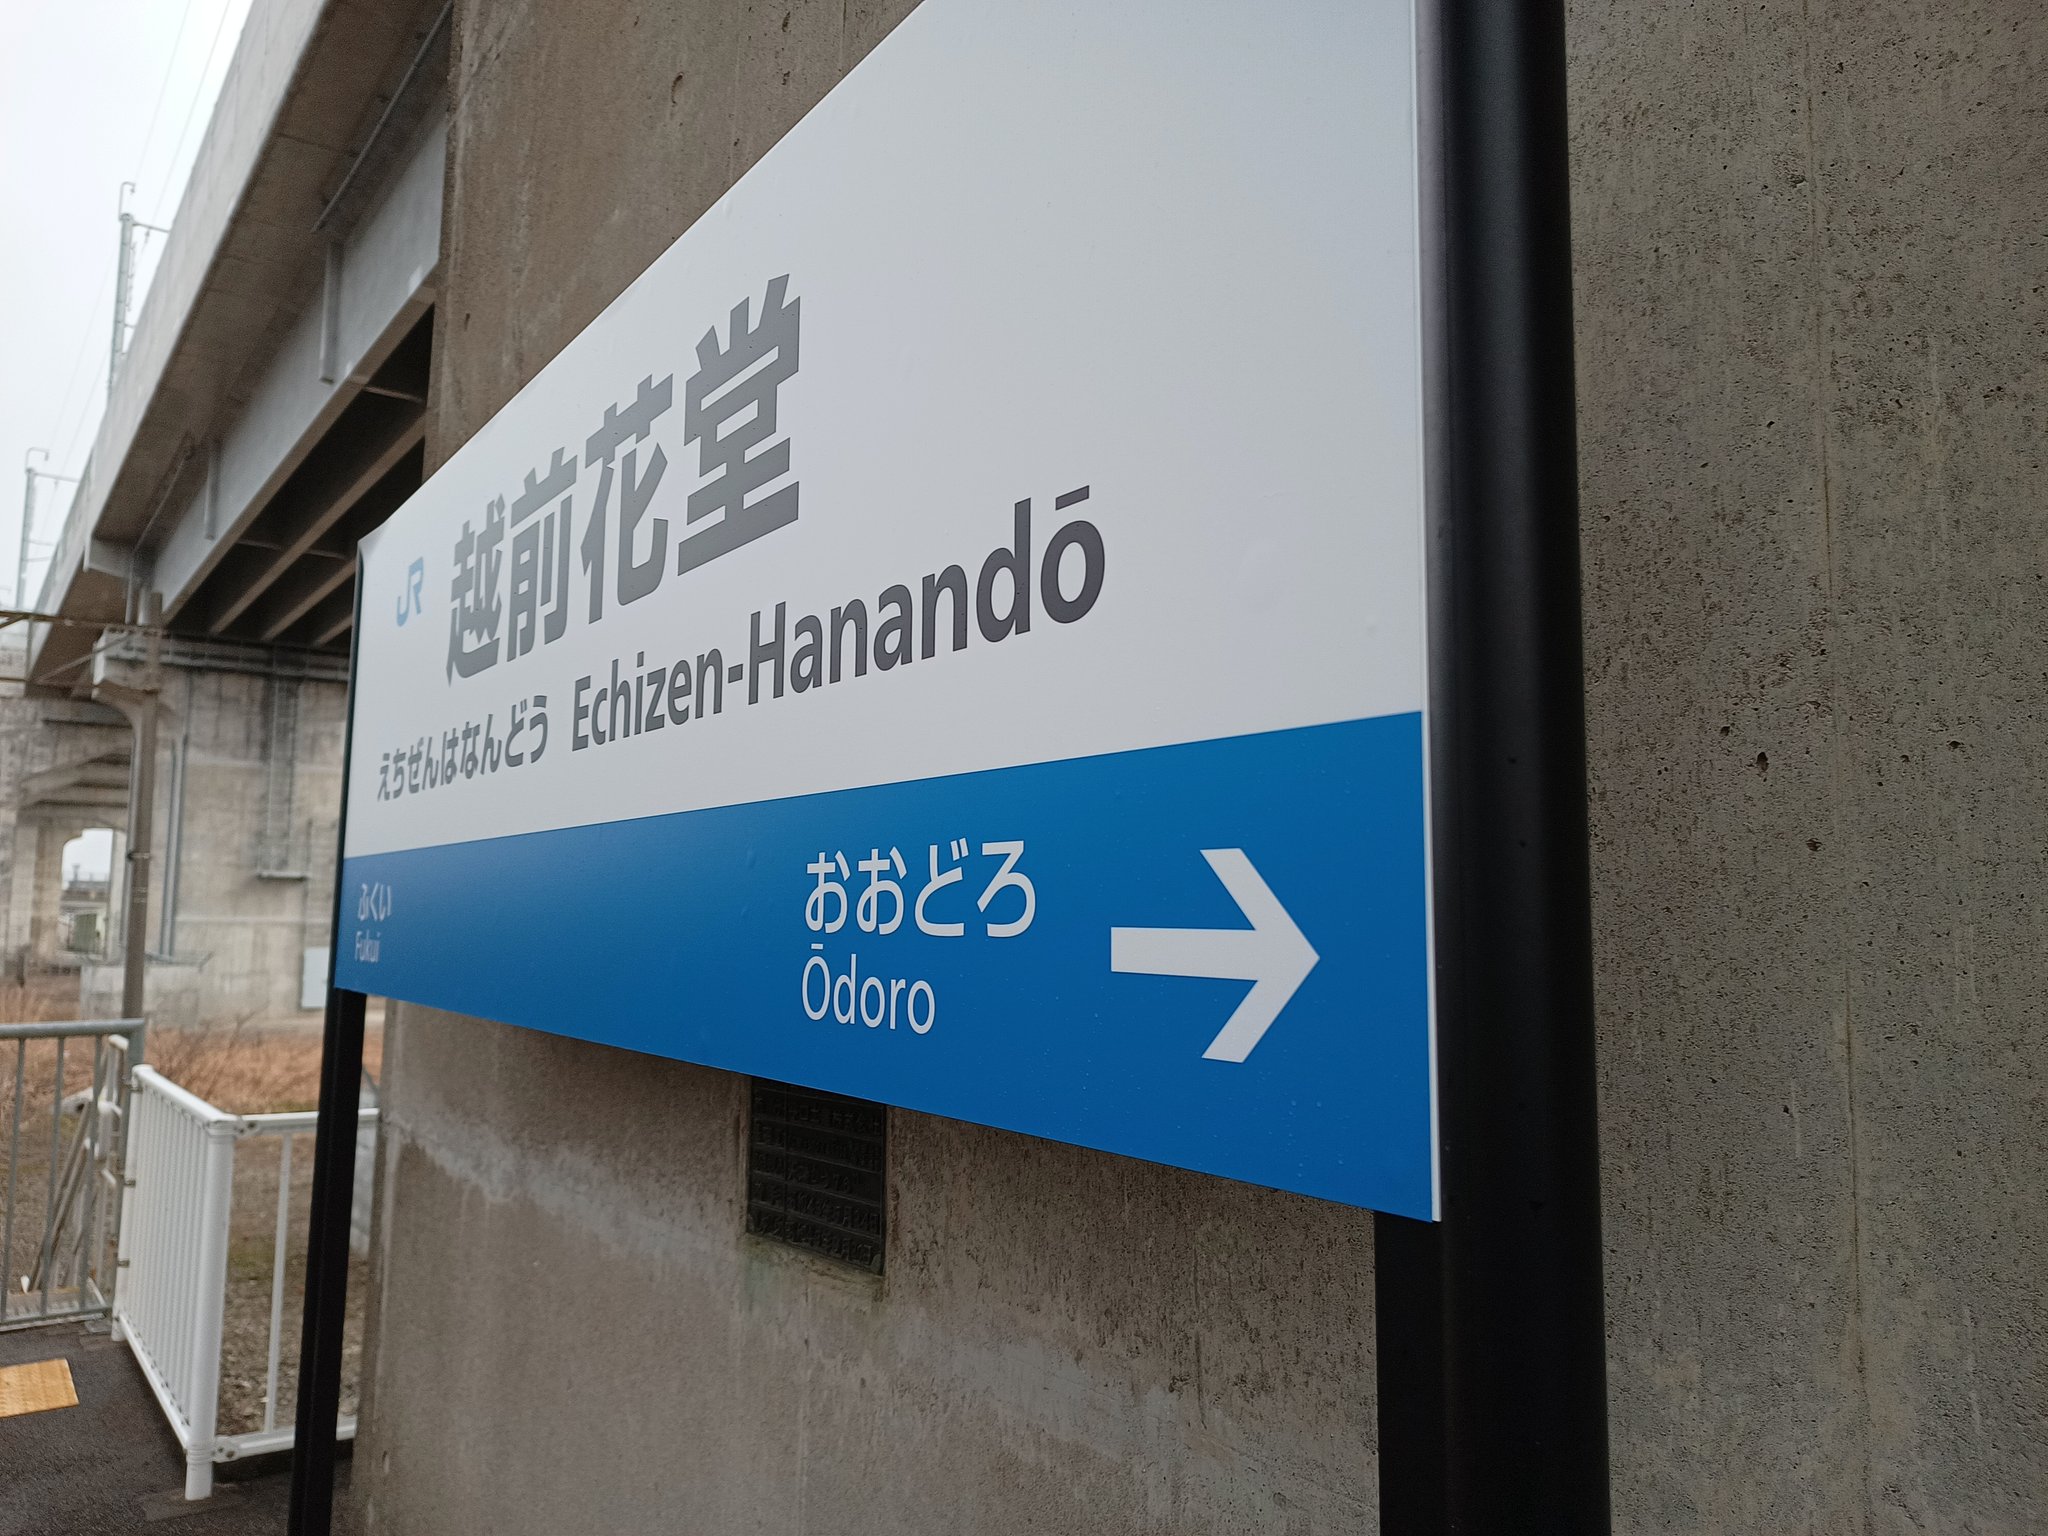 JR 越前花堂
えちぜんはなんどう Echizen-Hanandō
ふくい
Fukui
おおどろ
Ōdoro